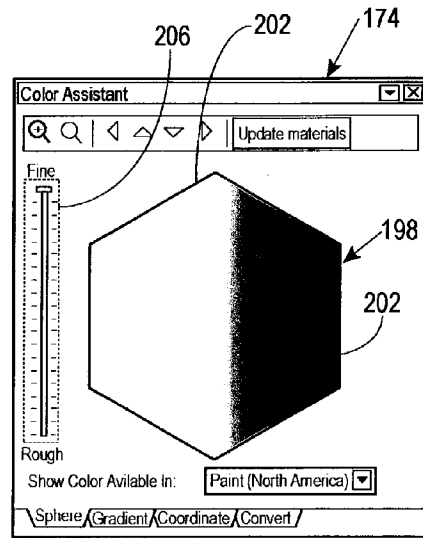 174
202
206
Color Assistant
Update materials
Fine
198
202
Rough
Show Color Avilable In: Paint (North America)
Sphere Gradient Coordinate Convert